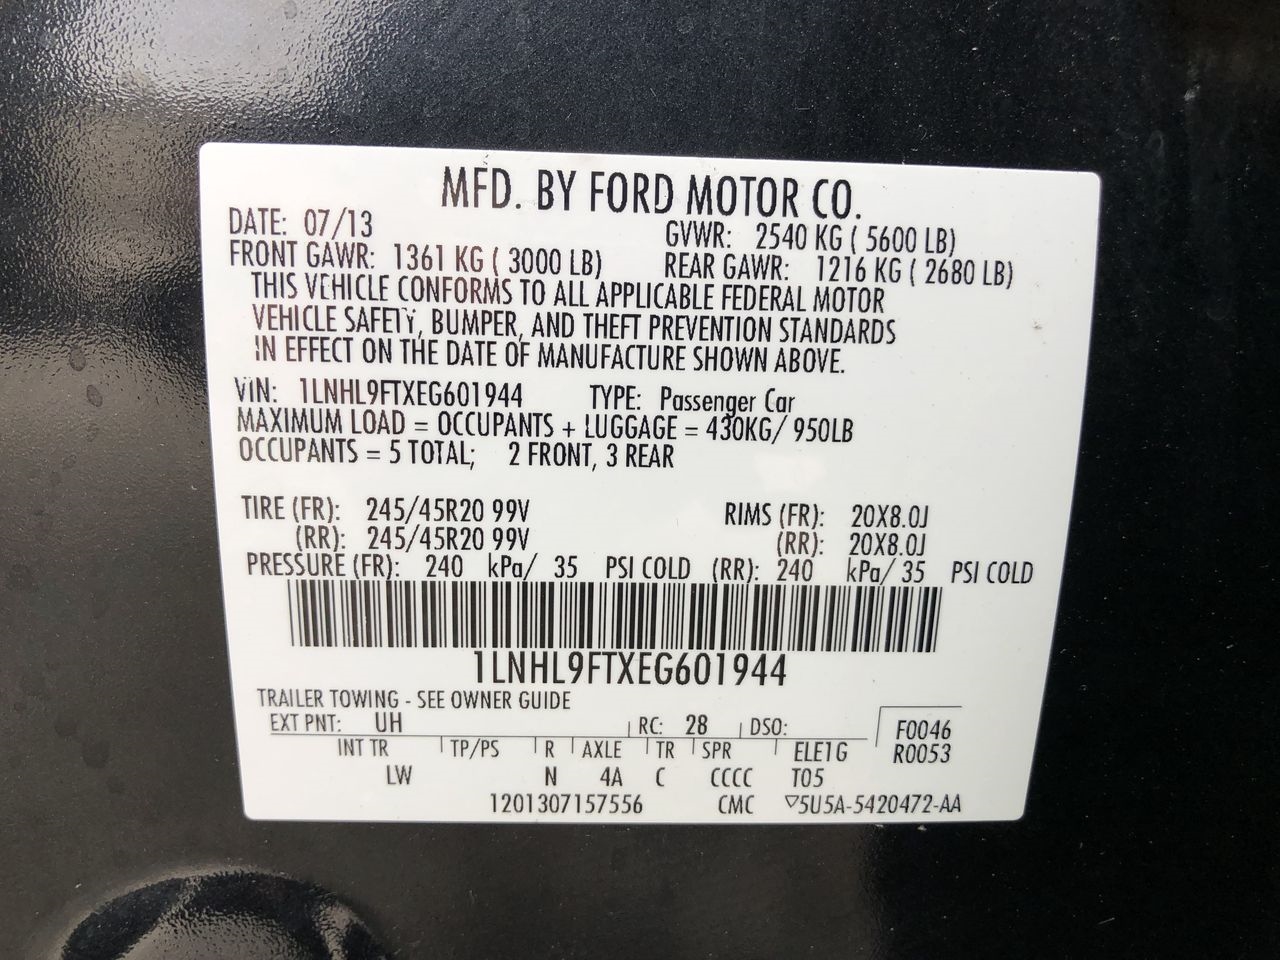 MFD. BY FORD MOTOR CO.
DATE: 07/13 GVWR: 2540 KG ( 5600 LB)
FRONT GAWR: 1361 KG ( 3000 LB) REAR GAWR: 1216 KG ( 2680 LB)
THIS VEHICLE CONFORMS TO ALL APPLICABLE FEDERAL MOTOR
VEHICLE SAFETY, BUMPER, AND THEFT PREVENTION STANDARDS
IN EFFECT ON THE DATE OF MANUFACTURE SHOWN ABOVE.
VIN: 1LNHL9FTXEG601944 TYPE: Passenger Car
MAXIMUM LOAD = OCCUPANTS + LUGGAGE = 430KG/ 950LB
OCCUPANTS = 5 TOTAL; 2 FRONT, 3 REAR
TIRE (FR): 245/45R20 99V RIMS (FR): 20X8.0J
(RR): 245/45R20 99V (RR): 20X8.0J
PRESSURE (FR): 240 kPa/ 35 PSI COLD (RR): 240 kPa/ 35 PSI COLD
1LNHL9FTXEG601944
TRAILER TOWING - SEE OWNER GUIDE
EXT PNT: UH RC: 28 DSO: F0046
INT TR TP/PS R AXLE TR SPR ELE1G R0053
LW N 4A C CCCC T05
1201307157556 CMC ▽5U5A-5420472-AA